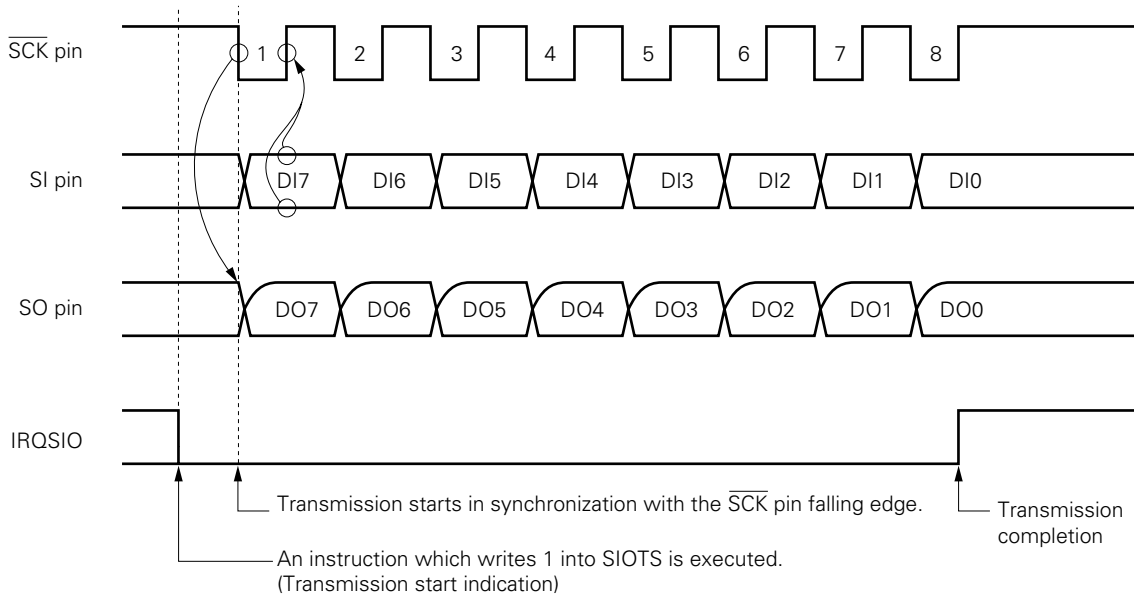 SCK pin
1 2 3 4 5 6 7 8
SI pin
DI7 DI6 DI5 DI4 DI3 DI2 DI1 DI0
SO pin
DO7 DO6 DO5 DO4 DO3 DO2 DO1 DO0
IRQSIO
Transmission starts in synchronization with the SCK pin falling edge.
Transmission
completion
An instruction which writes 1 into SIOTS is executed.
(Transmission start indication)